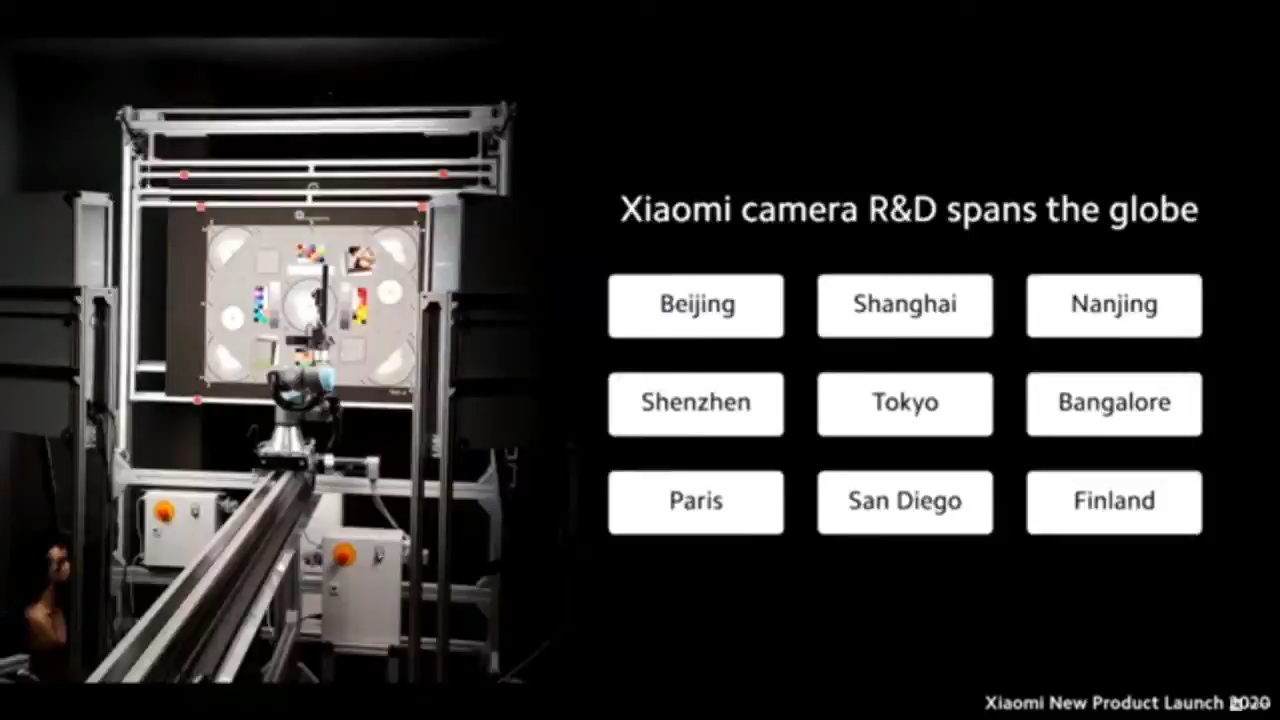 Xiaomi camera R&D spans the globe
Beijing
Shanghai
Nanjing
Shenzhen
Tokyo
Bangalore
Paris
San Diego
Finland
Xiaomi New Product Launch 2020